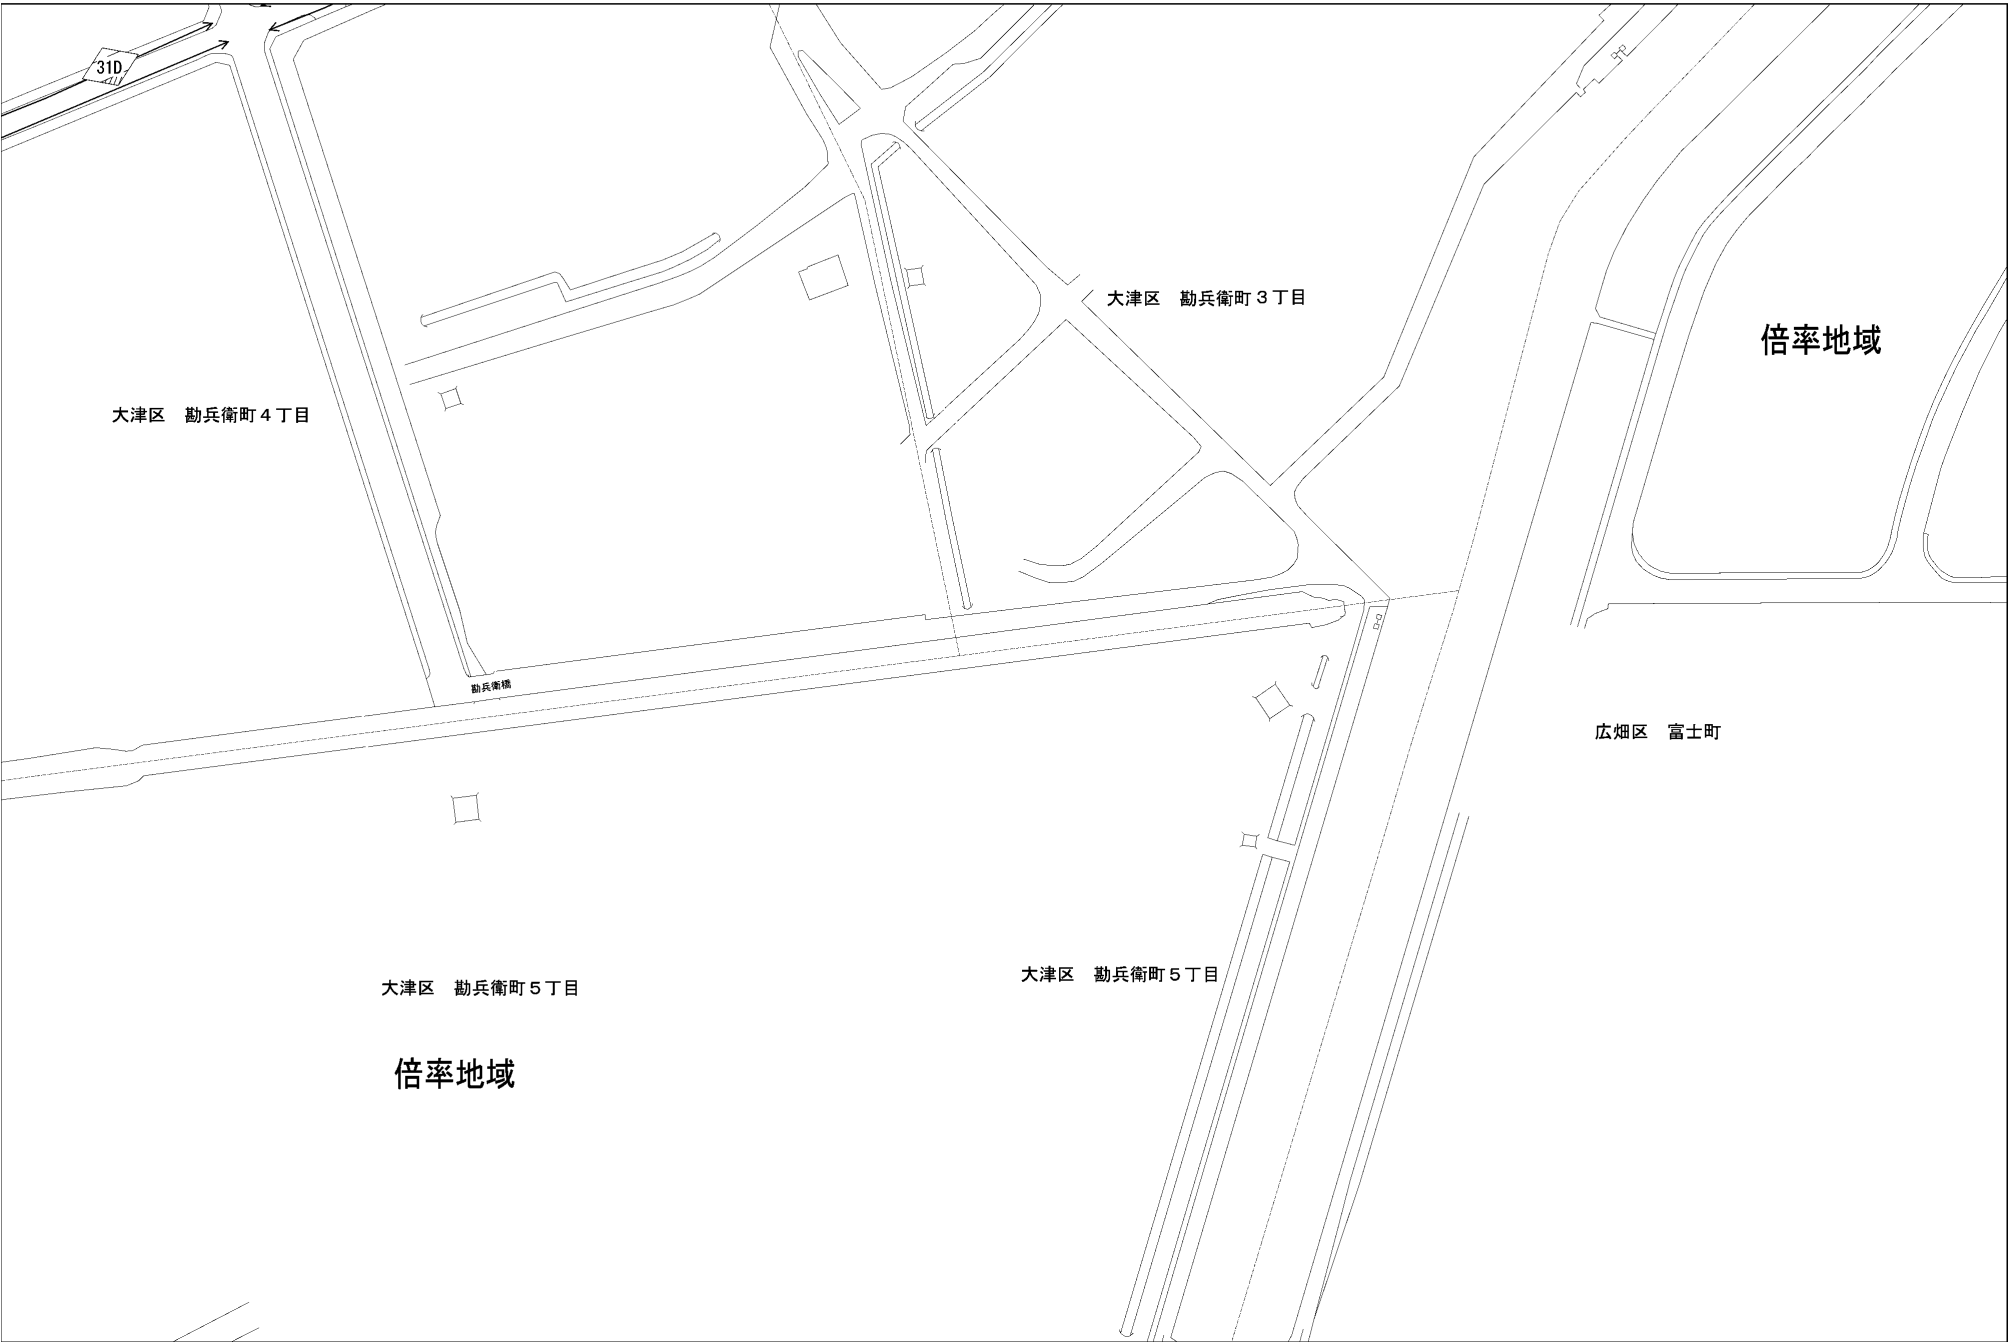 31D
大津区　勘兵衛町３丁目
倍率地域
大津区　勘兵衛町４丁目
勘兵衛橋
広畑区　富士町
大津区　勘兵衛町５丁目
大津区　勘兵衛町５丁目
倍率地域